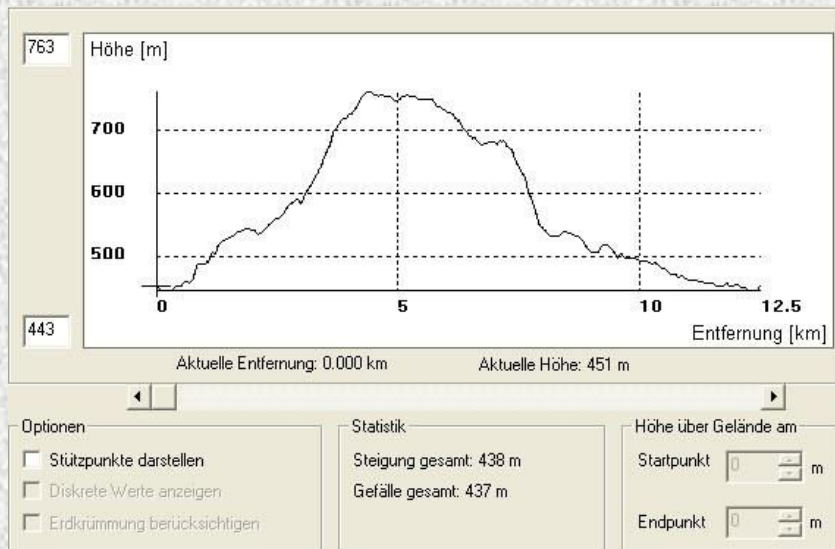 763
Höhe [m]
700
600
500
0 5 10 12.5
443
Entfernung [km]
Aktuelle Entfernung: 0.000 km Aktuelle Höhe: 451 m
Optionen
Stützpunkte darstellen
Diskrete Werte anzeigen
Erdkrümmung berücksichtigen
Statistik
Steigung gesamt: 438 m
Gefälle gesamt: 437 m
Höhe über Gelände am
Startpunkt 0 m
Endpunkt 0 m